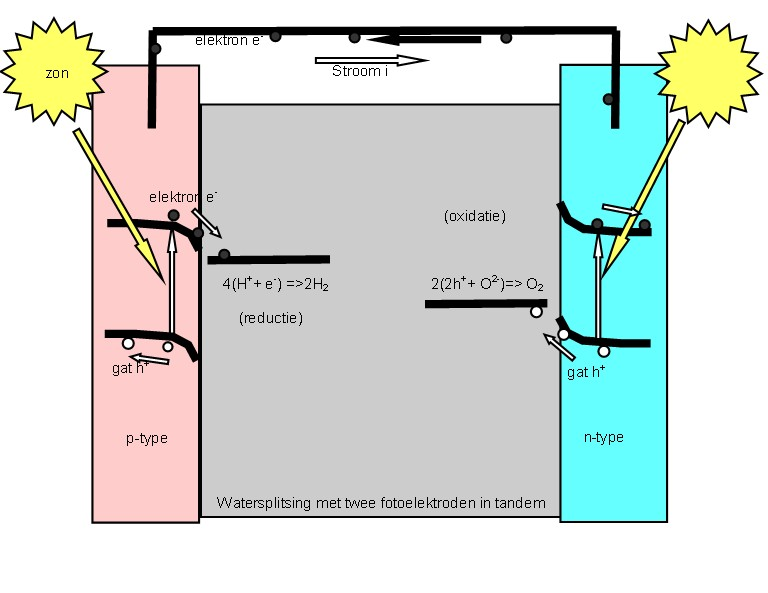 elektron e⁻
zon
Stroom i
elektron e⁻
(oxidatie)
4(H⁺+ e⁻) =>2H₂
2(2h⁺+ O²⁻)=> O₂
(reductie)
gat h⁺
gat h⁺
p-type
n-type
Watersplitsing met twee fotoelektroden in tandem